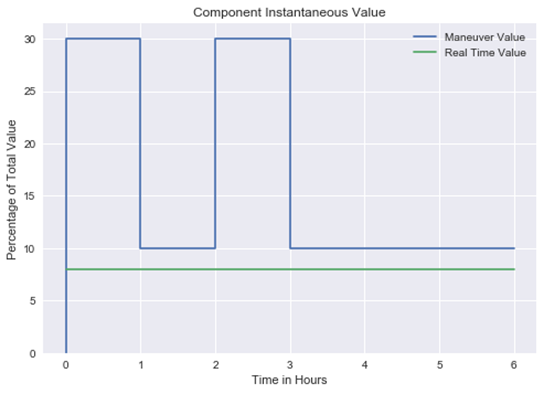 Component Instantaneous Value
Maneuver Value
Real Time Value
Percentage of Total Value
30
25
20
15
10
5
0
0 1 2 3 4 5 6
Time in Hours